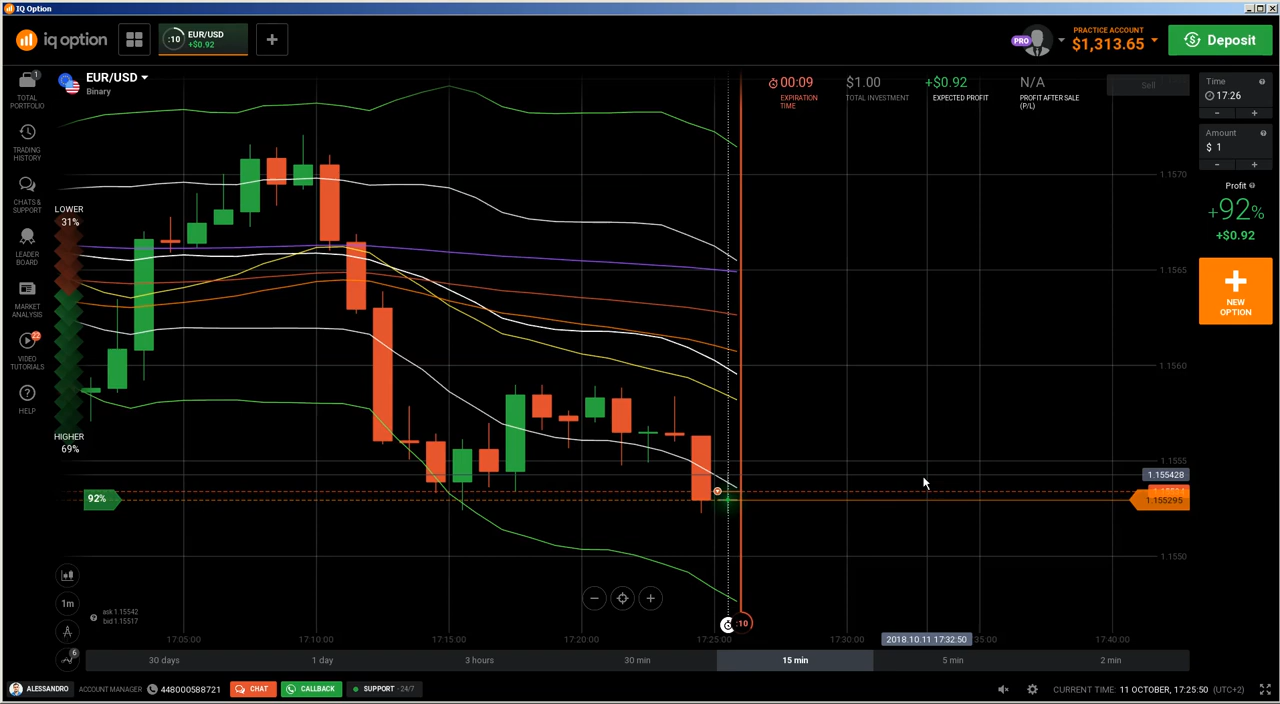 IQ Option
iq option
:10
EUR/USD
+$0.92
PRO
PRACTICE ACCOUNT
$1,313.65
Deposit
1
TOTAL
PORTFOLIO
TRADING
HISTORY
CHATS &
SUPPORT
LEADER
BOARD
MARKET
ANALYSIS
22
VIDEO
TUTORIALS
HELP
EUR/USD
Binary
00:09
EXPIRATION
TIME
$1.00
TOTAL INVESTMENT
+$0.92
EXPECTED PROFIT
N/A
PROFIT AFTER SALE
(P/L)
Sell
Time
17:26
- +
Amount
$ 1
- +
Profit
+92%
+$0.92
NEW
OPTION
LOWER
31%
HIGHER
69%
92%
1.1570
1.1565
1.1560
1.1555
1.155428
1.155295
1.1550
1m
6
ask 1.15542
bid 1.15517
:10
17:05:00
17:10:00
17:15:00
17:20:00
17:25:00
17:30:00
2018.10.11 17:32:50
35:00
17:40:00
30 days
1 day
3 hours
30 min
15 min
5 min
2 min
ALESSANDRO
ACCOUNT MANAGER
448000588721
CHAT
CALLBACK
SUPPORT · 24/7
CURRENT TIME: 11 OCTOBER, 17:25:50 (UTC+2)